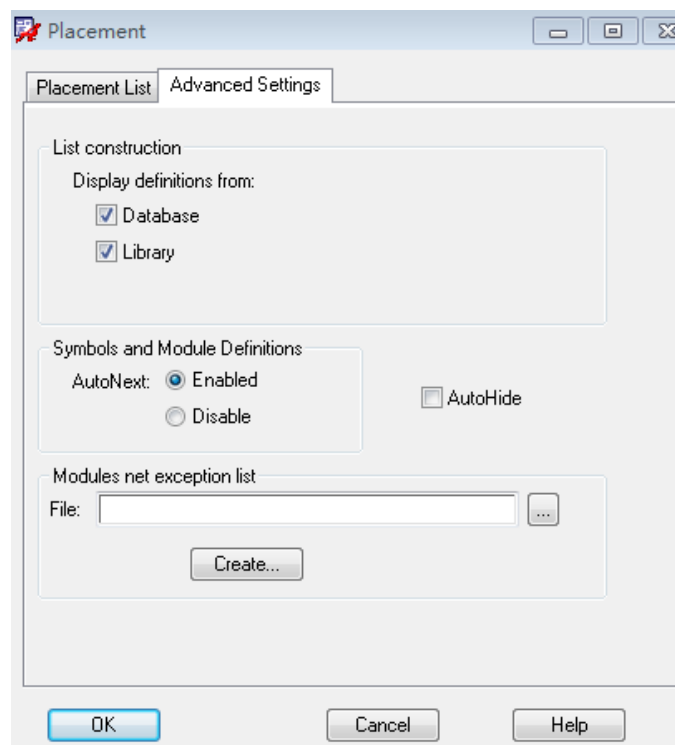 Placement
Placement List Advanced Settings
List construction
Display definitions from:
Database
Library
Symbols and Module Definitions
AutoNext: Enabled
Disable
AutoHide
Modules net exception list
File:
...
Create...
OK Cancel Help